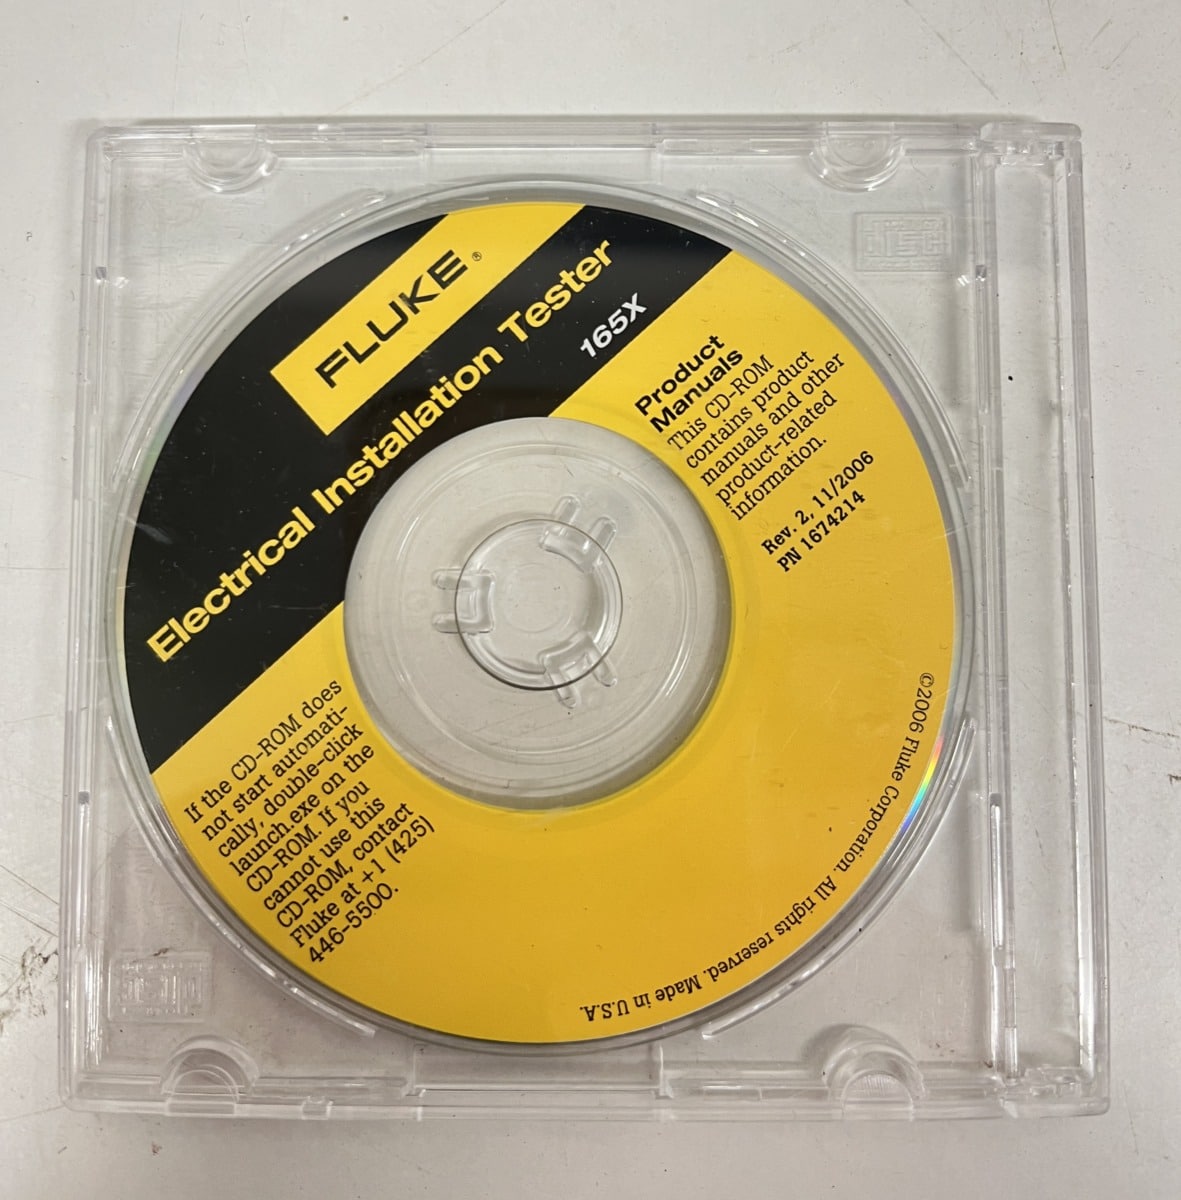 FLUKE®
Electrical Installation Tester
165X
Product
Manuals
This CD-ROM
contains product
manuals and other
product-related
information.
Rev. 2, 11/2006
PN 1674214
If the CD-ROM does
not start automati-
cally, double-click
launch.exe on the
CD-ROM. If you
cannot use this
CD-ROM, contact
Fluke at +1 (425)
446-5500.
©2006 Fluke Corporation. All rights reserved. Made in U.S.A.
disc